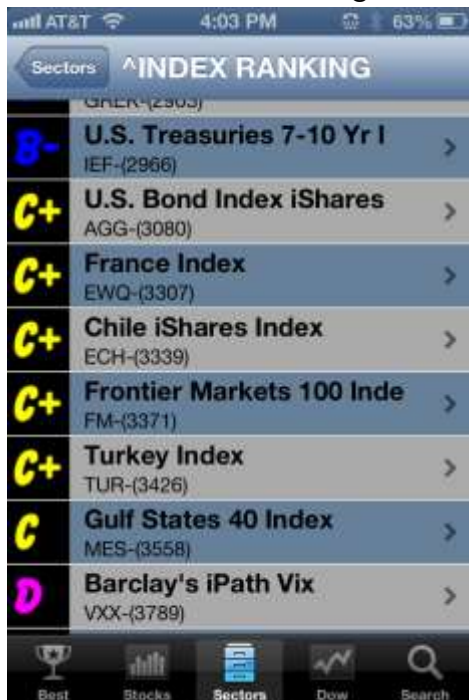 AT&T 4:03 PM 63%
Sectors ^INDEX RANKING
GREK-(2903)
B- U.S. Treasuries 7-10 Yr I
IEF-(2966)
C+ U.S. Bond Index iShares
AGG-(3080)
C+ France Index
EWQ-(3307)
C+ Chile iShares Index
ECH-(3339)
C+ Frontier Markets 100 Inde
FM-(3371)
C+ Turkey Index
TUR-(3426)
C Gulf States 40 Index
MES-(3558)
D Barclay's iPath Vix
VXX-(3789)
Best Stocks Sectors Dow Search